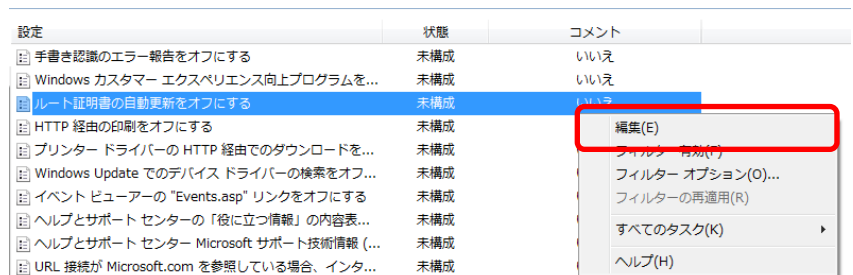 設定 状態 コメント
手書き認識のエラー報告をオフにする 未構成 いいえ
Windows カスタマー エクスペリエンス向上プログラムを... 未構成 いいえ
ルート証明書の自動更新をオフにする 未構成 いいえ
HTTP 経由の印刷をオフにする 未構成
編集(E)
プリンター ドライバーの HTTP 経由でのダウンロードを... 未構成
フィルター 有効(F)
Windows Update でのデバイス ドライバーの検索をオフ... 未構成
フィルター オプション(O)...
イベント ビューアーの "Events.asp" リンクをオフにする 未構成
フィルターの再適用(R)
ヘルプとサポート センターの「役に立つ情報」の内容表... 未構成
すべてのタスク(K)
ヘルプとサポート センター Microsoft サポート技術情報 (... 未構成
ヘルプ(H)
URL 接続が Microsoft.com を参照している場合、インタ... 未構成